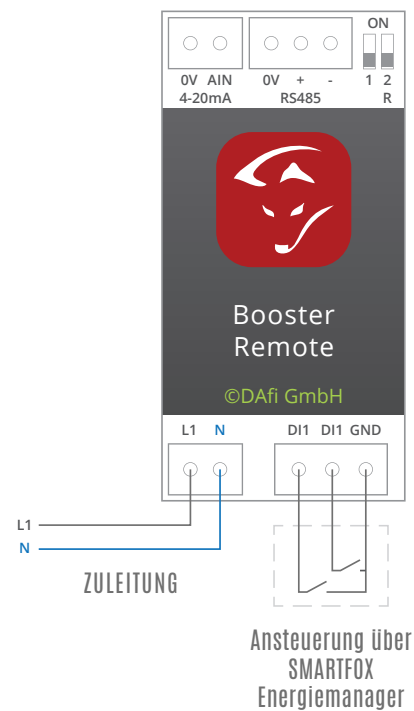 ON
0V AIN 0V + - 1 2
4-20mA RS485 R
Booster
Remote
©DAfi GmbH
L1 N DI1 DI1 GND
L1
N
ZULEITUNG
Ansteuerung über
SMARTFOX
Energiemanager